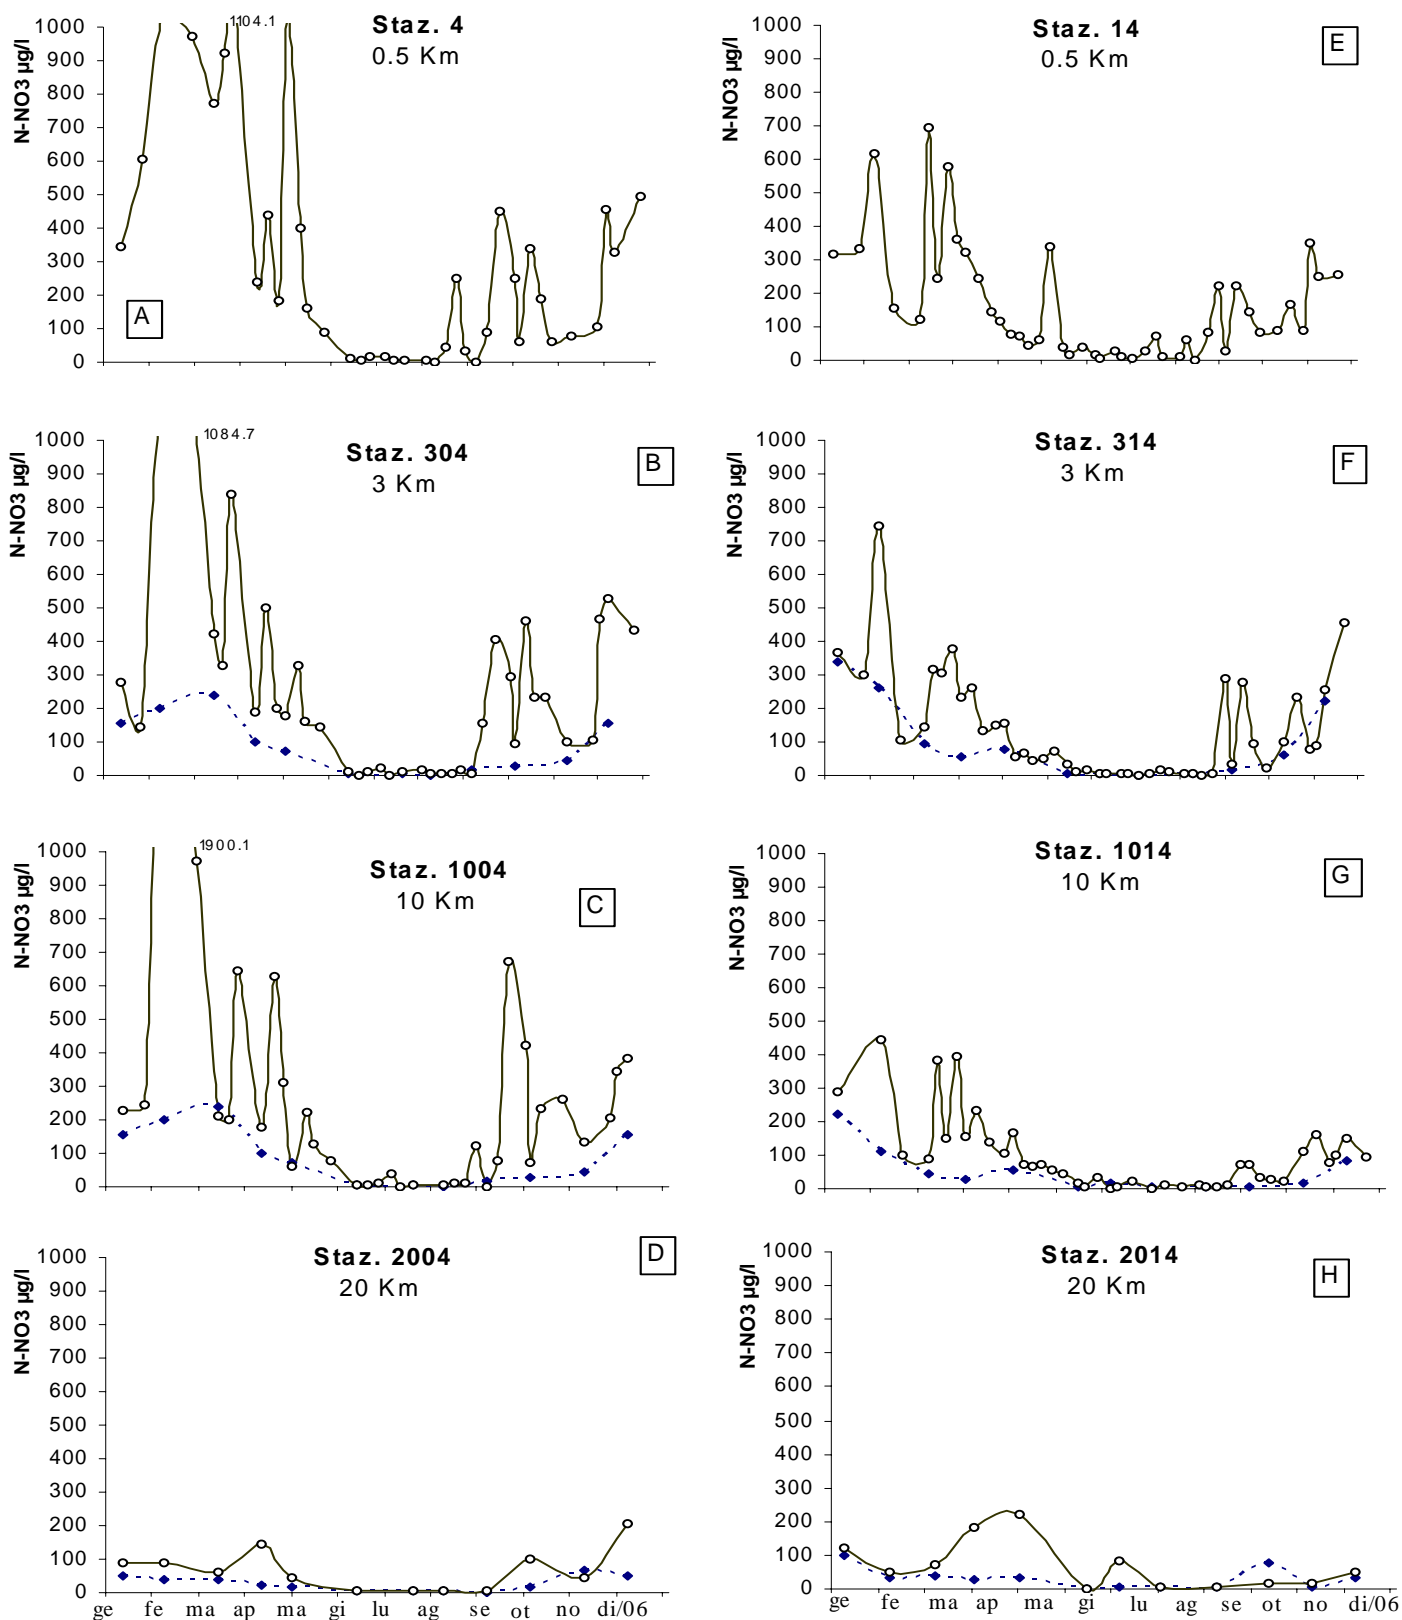 1104.1
Staz. 4
0.5 Km
N-NO3 µg/l
1000
900
800
700
600
500
400
300
200
100
0
A
Staz. 14
0.5 Km
E
N-NO3 µg/l
1000
900
800
700
600
500
400
300
200
100
0
1084.7
Staz. 304
3 Km
B
N-NO3 µg/l
1000
900
800
700
600
500
400
300
200
100
0
Staz. 314
3 Km
F
N-NO3 µg/l
1000
900
800
700
600
500
400
300
200
100
0
1900.1
Staz. 1004
10 Km
C
N-NO3 µg/l
1000
900
800
700
600
500
400
300
200
100
0
Staz. 1014
10 Km
G
N-NO3 µg/l
1000
900
800
700
600
500
400
300
200
100
0
Staz. 2004
20 Km
D
N-NO3 µg/l
1000
900
800
700
600
500
400
300
200
100
0
ge fe ma ap ma gi lu ag se ot no di/06
Staz. 2014
20 Km
H
N-NO3 µg/l
1000
900
800
700
600
500
400
300
200
100
0
ge fe ma ap ma gi lu ag se ot no di/06